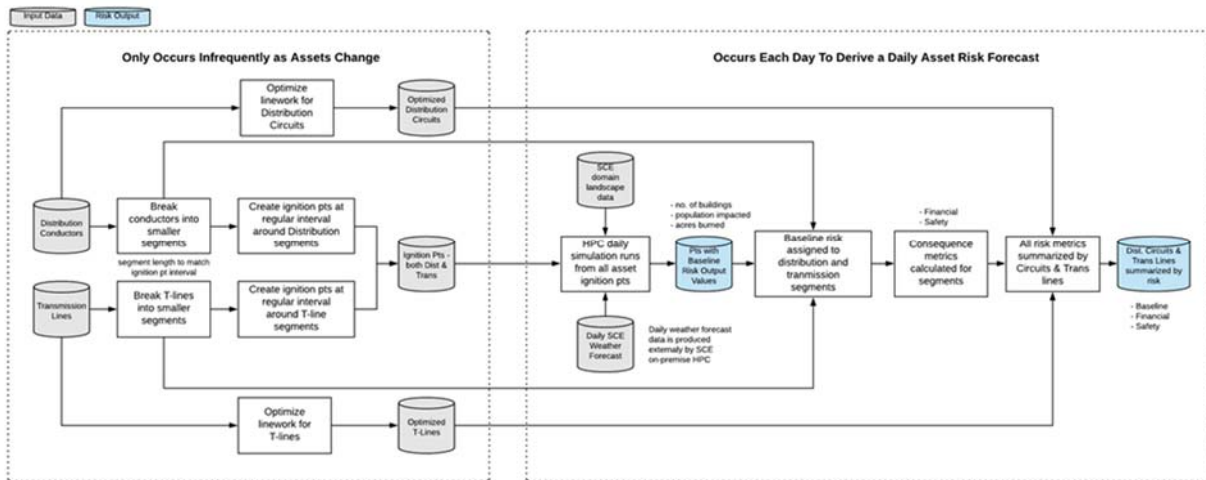 Input Data
Risk Output
Only Occurs Infrequently as Assets Change
Occurs Each Day To Derive a Daily Asset Risk Forecast
Optimize
linework for
Distribution
Circuits
Optimized
Distribution
Circuits
Distribution
Conductors
Break
conductors into
smaller
segments
segment length to match
ignition pt interval
Create ignition pts at
regular interval
around Distribution
segments
Ignition Pts -
both Dist &
Trans
Transmission
Lines
Break T-lines
into smaller
segments
Create ignition pts at
regular interval
around T-line
segments
Optimize
linework for
T-lines
Optimized
T-Lines
SCE
domain
landscape
data
HPC daily
simulation runs
from all asset
ignition pts
Daily SCE
Weather
Forecast
Daily weather forecast
data is produced
externaly by SCE
on-premise HPC
- no. of buildings
- population impacted
- acres burned
Pts with
Baseline
Risk Output
Values
Baseline risk
assigned to
distribution and
tranmission
segments
- Financial
- Safety
Consequence
metrics
calculated for
segments
All risk metrics
summarized by
Circuits & Trans
lines
Dist. Circuits &
Trans Lines
summarized by
risk
- Baseline
- Financial
- Safety